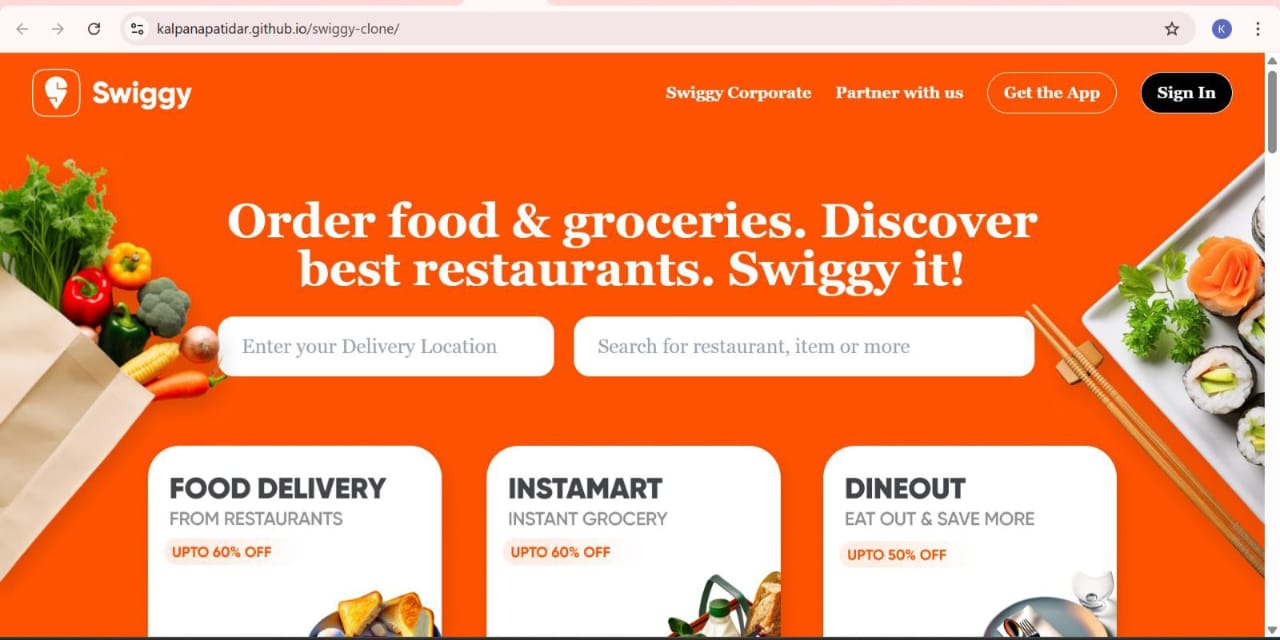 kalpanapatidar.github.io/swiggy-clone/
K
Swiggy
Swiggy Corporate
Partner with us
Get the App
Sign In
Order food & groceries. Discover
best restaurants. Swiggy it!
Enter your Delivery Location
Search for restaurant, item or more
FOOD DELIVERY
FROM RESTAURANTS
UPTO 60% OFF
INSTAMART
INSTANT GROCERY
UPTO 60% OFF
DINEOUT
EAT OUT & SAVE MORE
UPTO 50% OFF